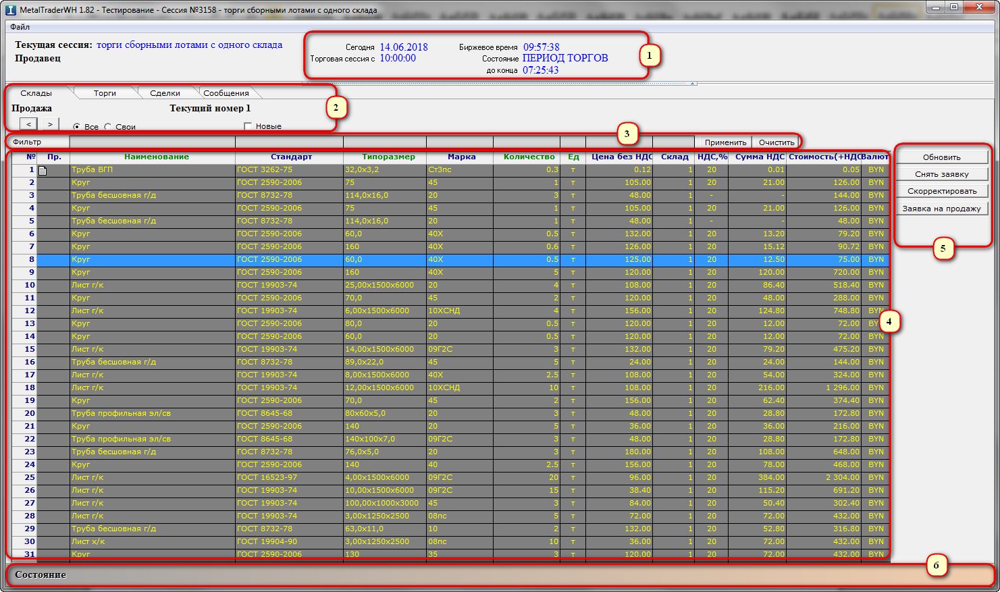 MetalTraderWH 1.82 - Тестирование - Сессия №3158 - торги сборными лотами с одного склада
Файл
Текущая сессия: торги сборными лотами с одного склада
Продавец
Сегодня 14.06.2018 Биржевое время 09:57:38
Торговая сессия с 10:00:00 Состояние ПЕРИОД ТОРГОВ
до конца 07:25:43
1
Склады Торги Сделки Сообщения
2
Продажа Текущий номер 1
< > Все Свои Новые
3
Фильтр Применить Очистить
№ Пр. Наименование Стандарт Типоразмер Марка Количество Ед Цена без НДС Склад НДС,% Сумма НДС Стоимость(+НДС Валют
1 Труба ВГП ГОСТ 3262-75 32,0x3,2 Ст3пс 0.3 т 0.12 1 20 0.01 0.05 BYN
2 Круг ГОСТ 2590-2006 75 45 1 т 105.00 1 20 21.00 126.00 BYN
3 Труба бесшовная г/д ГОСТ 8732-78 114,0x16,0 20 3 т 48.00 1 - - 144.00 BYN
4 Круг ГОСТ 2590-2006 75 45 1 т 105.00 1 20 21.00 126.00 BYN
5 Труба бесшовная г/д ГОСТ 8732-78 114,0x16,0 20 1 т 48.00 1 - - 48.00 BYN
6 Круг ГОСТ 2590-2006 60,0 40Х 0.5 т 132.00 1 20 13.20 79.20 BYN
7 Круг ГОСТ 2590-2006 160 40Х 0.6 т 126.00 1 20 15.12 90.72 BYN
8 Круг ГОСТ 2590-2006 60,0 40Х 0.5 т 125.00 1 20 12.50 75.00 BYN
9 Круг ГОСТ 2590-2006 160 40Х 5 т 120.00 1 20 120.00 720.00 BYN
10 Лист г/к ГОСТ 19903-74 25,00x1500x6000 20 4 т 108.00 1 20 86.40 518.40 BYN
11 Круг ГОСТ 2590-2006 70,0 45 2 т 120.00 1 20 48.00 288.00 BYN
12 Лист г/к ГОСТ 19903-74 6,00x1500x6000 10ХСНД 4 т 156.00 1 20 124.80 748.80 BYN
13 Круг ГОСТ 2590-2006 80,0 20 0.5 т 120.00 1 20 12.00 72.00 BYN
14 Круг ГОСТ 2590-2006 60,0 20 0.5 т 120.00 1 20 12.00 72.00 BYN
15 Лист г/к ГОСТ 19903-74 14,00x1500x6000 09Г2С 3 т 132.00 1 20 79.20 475.20 BYN
16 Труба бесшовная г/д ГОСТ 8732-78 89,0x22,0 45 5 т 24.00 1 20 24.00 144.00 BYN
17 Лист г/к ГОСТ 19903-74 8,00x1500x6000 40Х 2.5 т 108.00 1 20 54.00 324.00 BYN
18 Лист г/к ГОСТ 19903-74 12,00x1500x6000 10ХСНД 10 т 108.00 1 20 216.00 1 296.00 BYN
19 Круг ГОСТ 2590-2006 70,0 45 2 т 156.00 1 20 62.40 374.40 BYN
20 Труба профильная эл/св ГОСТ 8645-68 80x60x5,0 20 3 т 48.00 1 20 28.80 172.80 BYN
21 Круг ГОСТ 2590-2006 140 20 5 т 36.00 1 20 36.00 216.00 BYN
22 Труба профильная эл/св ГОСТ 8645-68 140x100x7,0 09Г2С 3 т 48.00 1 20 28.80 172.80 BYN
23 Труба бесшовная г/д ГОСТ 8732-78 76,0x5,0 20 3 т 180.00 1 20 108.00 648.00 BYN
24 Круг ГОСТ 2590-2006 140 40 2.5 т 156.00 1 20 78.00 468.00 BYN
25 Лист г/к ГОСТ 16523-97 4,00x1500x6000 09Г2С 20 т 96.00 1 20 384.00 2 304.00 BYN
26 Лист г/к ГОСТ 19903-74 10,00x1500x6000 09Г2С 15 т 38.40 1 20 115.20 691.20 BYN
27 Лист г/к ГОСТ 19903-74 100,00x1000x3000 45 3 т 84.00 1 20 50.40 302.40 BYN
28 Лист г/к ГОСТ 19903-74 3,00x1250x2500 08пс 5 т 72.00 1 20 72.00 432.00 BYN
29 Труба бесшовная г/д ГОСТ 8732-78 63,0x11,0 10 2 т 132.00 1 20 52.80 316.80 BYN
30 Лист х/к ГОСТ 19904-90 3,00x1250x2500 08пс 10 т 36.00 1 20 72.00 432.00 BYN
31 Круг ГОСТ 2590-2006 130 35 3 т 120.00 1 20 72.00 432.00 BYN
4
Обновить
Снять заявку
Скорректировать
Заявка на продажу
5
6
Состояние